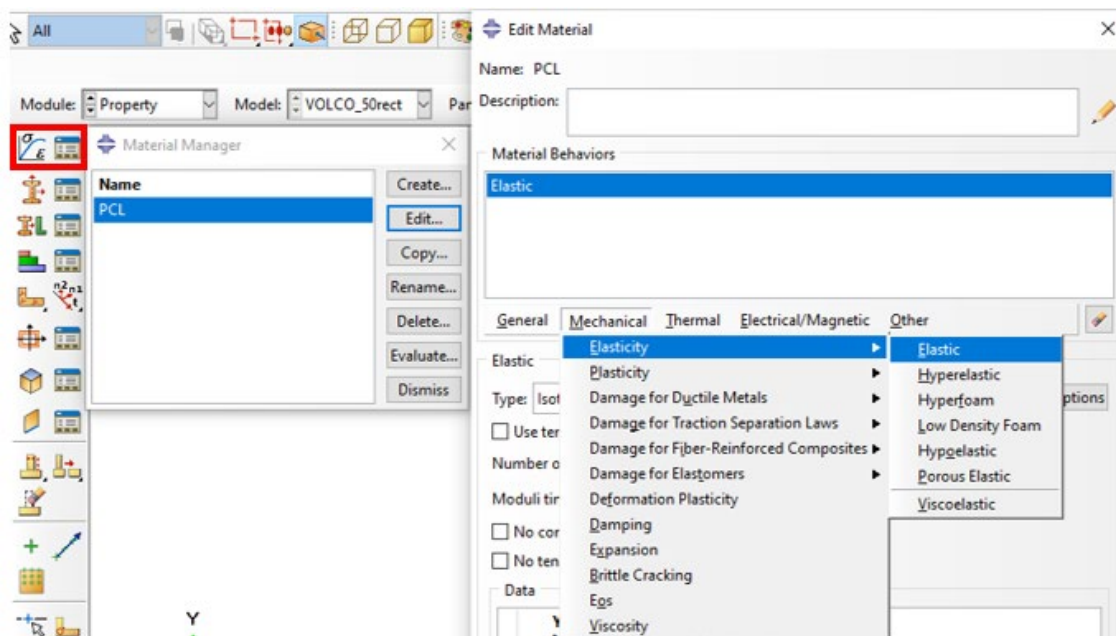 All
Module: Property Model: VOLCO_50rect Par
Material Manager
Name
PCL
Create...
Edit...
Copy...
Rename...
Delete...
Evaluate...
Dismiss
σ
ε
n2 n1
t
Y
Edit Material
Name: PCL
Description:
Material Behaviors
Elastic
General Mechanical Thermal Electrical/Magnetic Other
Elastic
Type: Isot
ptions
Use ter
Number o
Moduli tir
No cor
No ten
Data
Y
Elasticity
Plasticity
Damage for Ductile Metals
Damage for Traction Separation Laws
Damage for Fiber-Reinforced Composites
Damage for Elastomers
Deformation Plasticity
Damping
Expansion
Brittle Cracking
Eos
Viscosity
Elastic
Hyperelastic
Hyperfoam
Low Density Foam
Hypoelastic
Porous Elastic
Viscoelastic